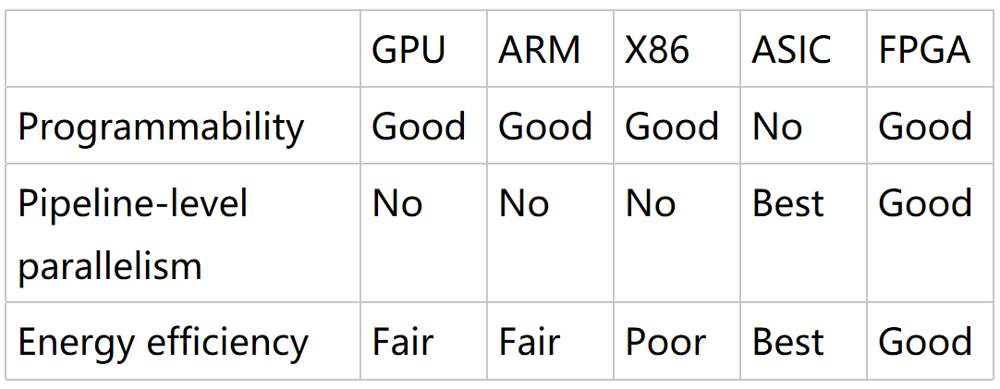 GPU ARM X86 ASIC FPGA
Programmability Good Good Good No Good
Pipeline-level No No No Best Good
parallelism
Energy efficiency Fair Fair Poor Best Good